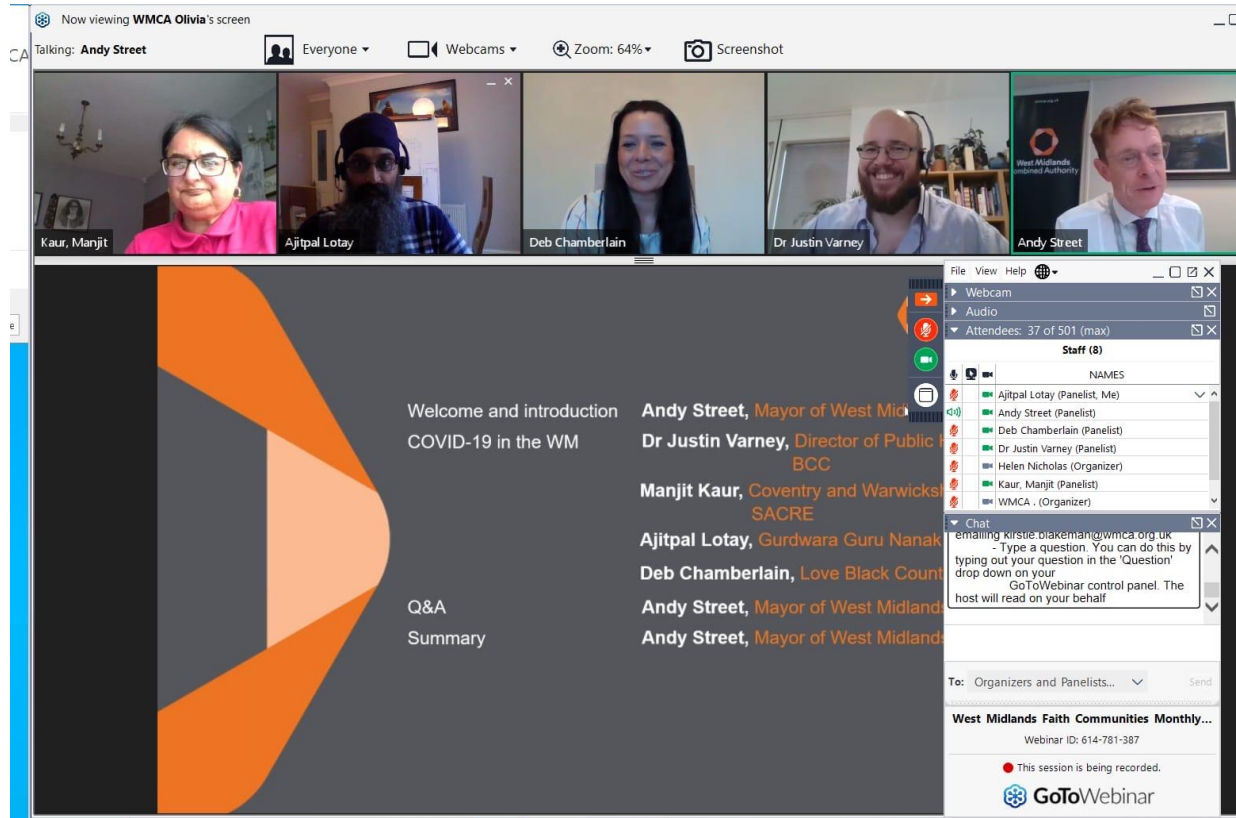 Now viewing WMCA Olivia's screen
Talking: Andy Street
Everyone
Webcams
Zoom: 64%
Screenshot
CA
West Midlands
Combined Authority
Kaur, Manjit
Ajitpal Lotay
Deb Chamberlain
Dr Justin Varney
Andy Street
Welcome and introduction Andy Street, Mayor of West Mid
COVID-19 in the WM Dr Justin Varney, Director of Public H
BCC
Manjit Kaur, Coventry and Warwicksh
SACRE
Ajitpal Lotay, Gurdwara Guru Nanak
Deb Chamberlain, Love Black Count
Q&A Andy Street, Mayor of West Midlands
Summary Andy Street, Mayor of West Midlands
File View Help
Webcam
Audio
Attendees: 37 of 501 (max)
Staff (8)
NAMES
Ajitpal Lotay (Panelist, Me)
Andy Street (Panelist)
Deb Chamberlain (Panelist)
Dr Justin Varney (Panelist)
Helen Nicholas (Organizer)
Kaur, Manjit (Panelist)
WMCA . (Organizer)
Chat
emailing kirstie.blakeman@wmca.org.uk
- Type a question. You can do this by
typing out your question in the 'Question'
drop down on your
GoToWebinar control panel. The
host will read on your behalf
To: Organizers and Panelists... Send
West Midlands Faith Communities Monthly...
Webinar ID: 614-781-387
This session is being recorded.
GoToWebinar